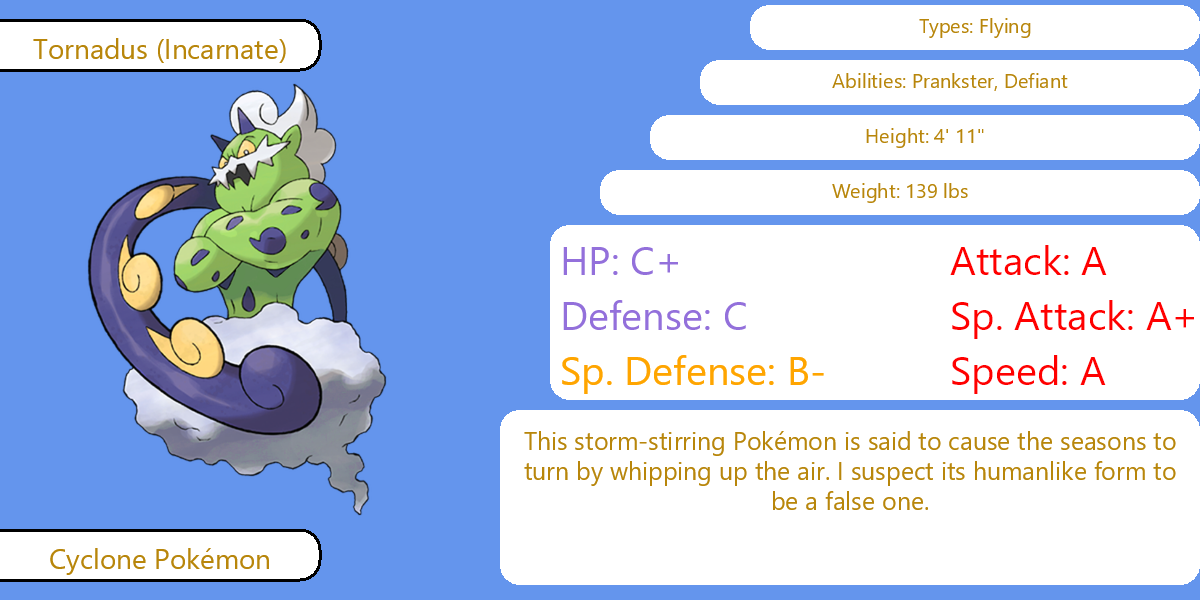 Tornadus (Incarnate)
Types: Flying
Abilities: Prankster, Defiant
Height: 4' 11"
Weight: 139 lbs
HP: C+
Attack: A
Defense: C
Sp. Attack: A+
Sp. Defense: B-
Speed: A
This storm-stirring Pokémon is said to cause the seasons to
turn by whipping up the air. I suspect its humanlike form to
be a false one.
Cyclone Pokémon